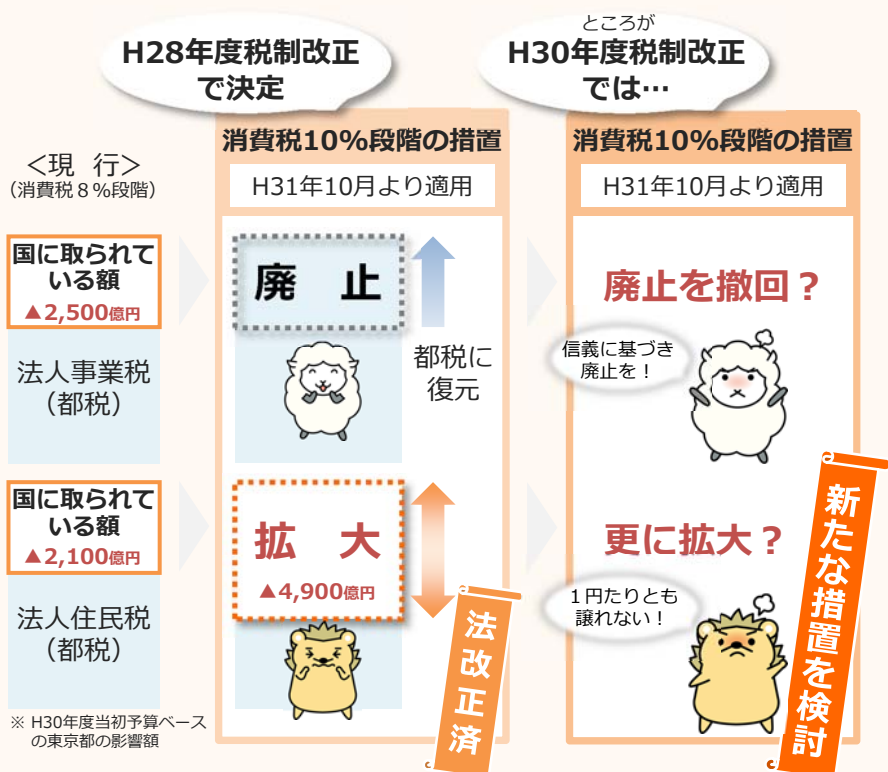 H28年度税制改正
で決定
ところが
H30年度税制改正
では…
＜現　行＞
（消費税８%段階）
消費税10%段階の措置
H31年10月より適用
消費税10%段階の措置
H31年10月より適用
国に取られて
いる額
▲2,500億円
法人事業税
（都税）
廃　止
都税に
復元
廃止を撤回？
信義に基づき
廃止を！
国に取られて
いる額
▲2,100億円
法人住民税
（都税）
拡　大
▲4,900億円
法改正済
更に拡大？
１円たりとも
譲れない！
新たな措置を検討
※ H30年度当初予算ベース
の東京都の影響額